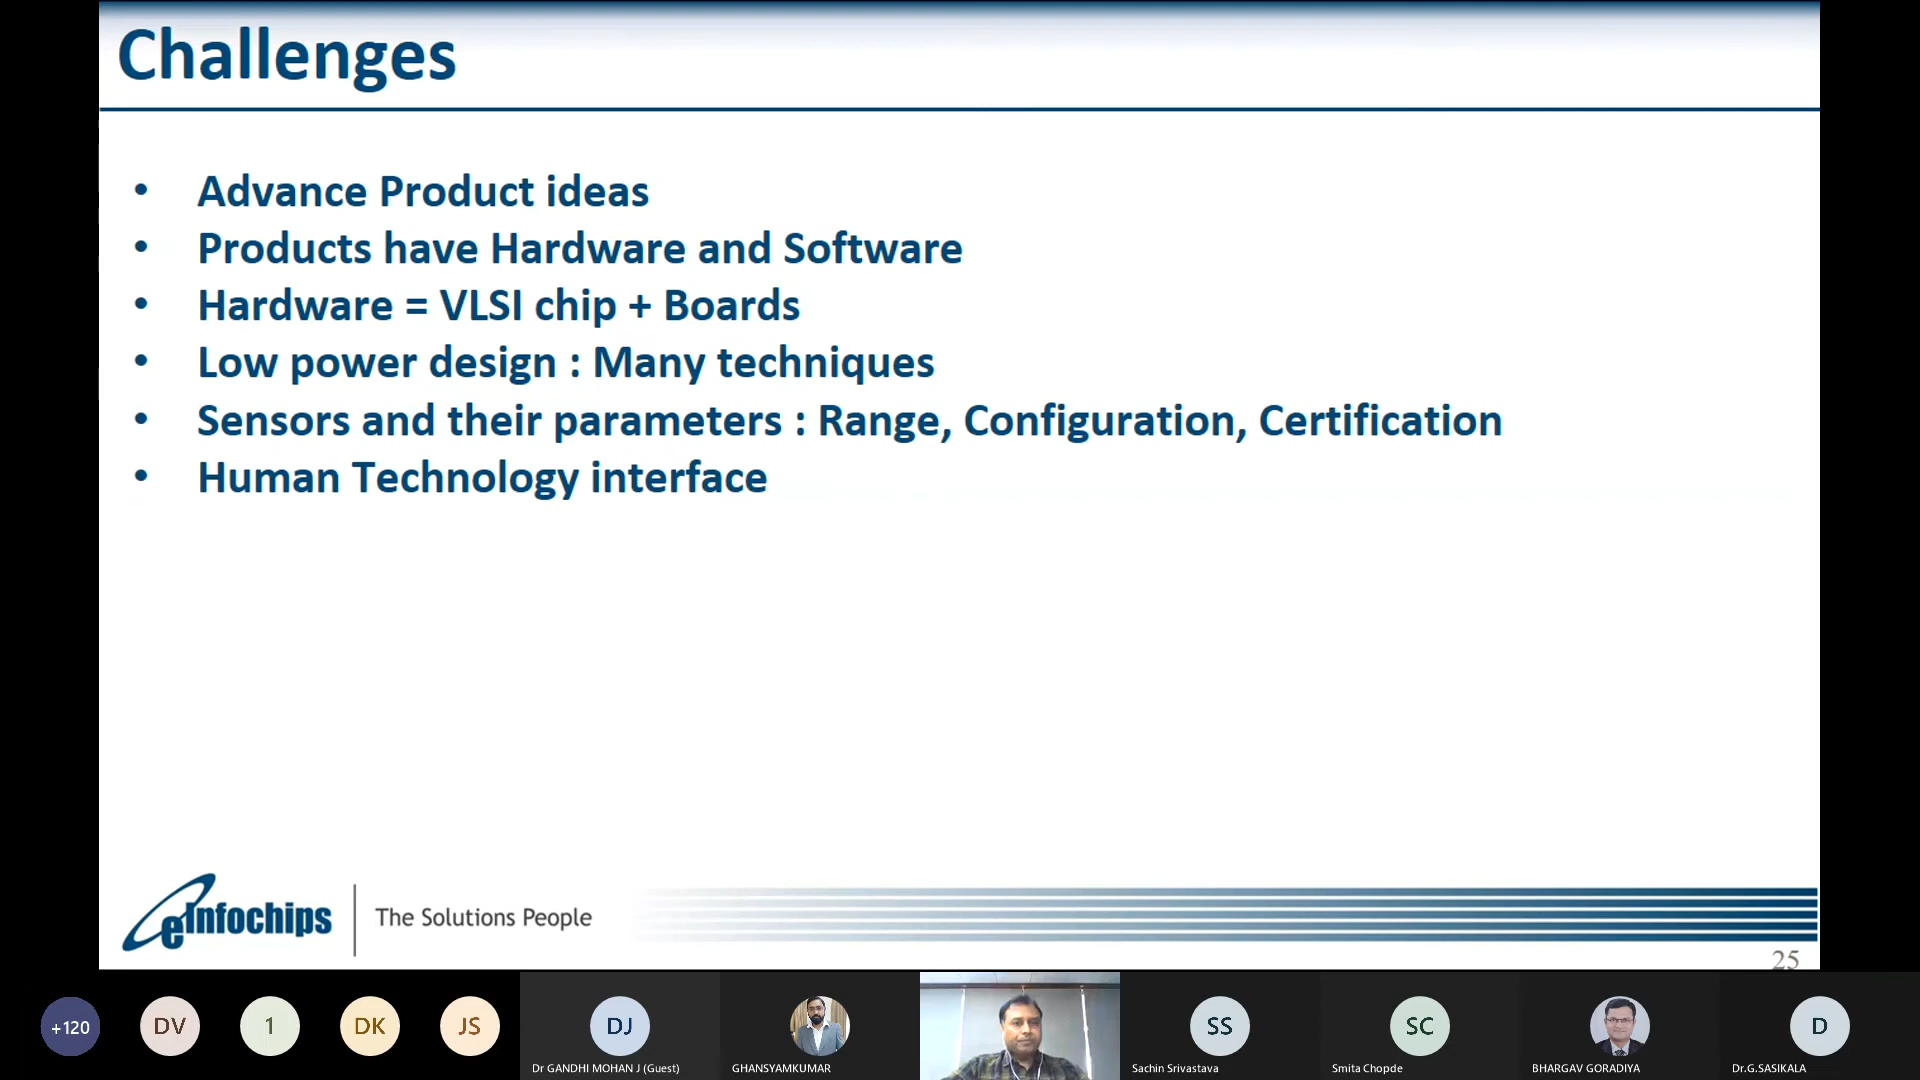 Challenges
• Advance Product ideas
• Products have Hardware and Software
• Hardware = VLSI chip + Boards
• Low power design : Many techniques
• Sensors and their parameters : Range, Configuration, Certification
• Human Technology interface
eInfochips
The Solutions People
25
+120
DV
1
DK
JS
DJ
SS
SC
D
Dr GANDHI MOHAN J (Guest)
GHANSYAMKUMAR
Sachin Srivastava
Smita Chopde
BHARGAV GORADIYA
Dr.G.SASIKALA